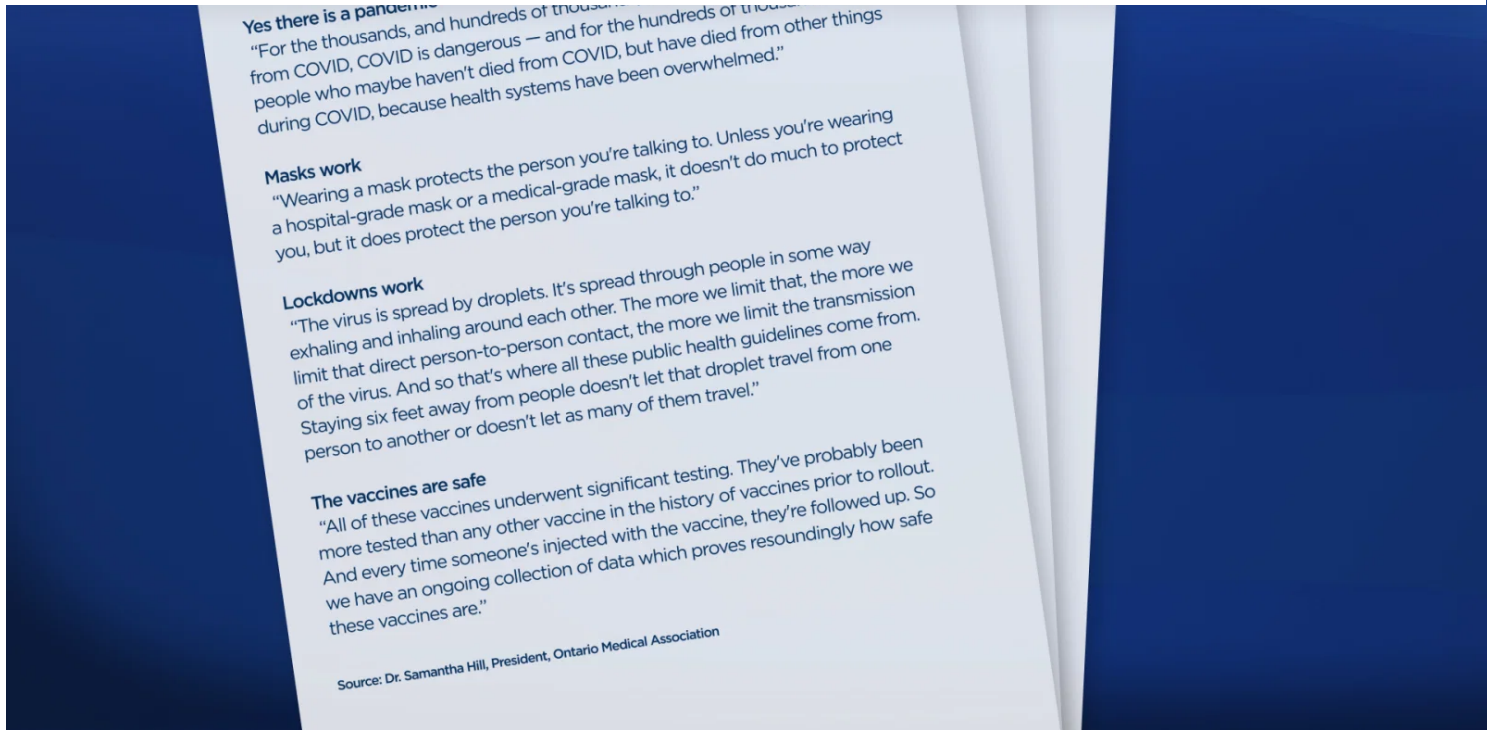 Yes there is a pandemic
“For the thousands, and hundreds of
from COVID, COVID is dangerous — and for the hundreds of
people who maybe haven't died from COVID, but have died from other things
during COVID, because health systems have been overwhelmed.”
Masks work
“Wearing a mask protects the person you're talking to. Unless you're wearing
a hospital-grade mask or a medical-grade mask, it doesn't do much to protect
you, but it does protect the person you're talking to.”
Lockdowns work
“The virus is spread by droplets. It's spread through people in some way
exhaling and inhaling around each other. The more we limit that, the more we
limit that direct person-to-person contact, the more we limit the transmission
of the virus. And so that's where all these public health guidelines come from.
Staying six feet away from people doesn't let that droplet travel from one
person to another or doesn't let as many of them travel.”
The vaccines are safe
“All of these vaccines underwent significant testing. They've probably been
more tested than any other vaccine in the history of vaccines prior to rollout.
And every time someone's injected with the vaccine, they're followed up. So
we have an ongoing collection of data which proves resoundingly how safe
these vaccines are.”
Source: Dr. Samantha Hill, President, Ontario Medical Association